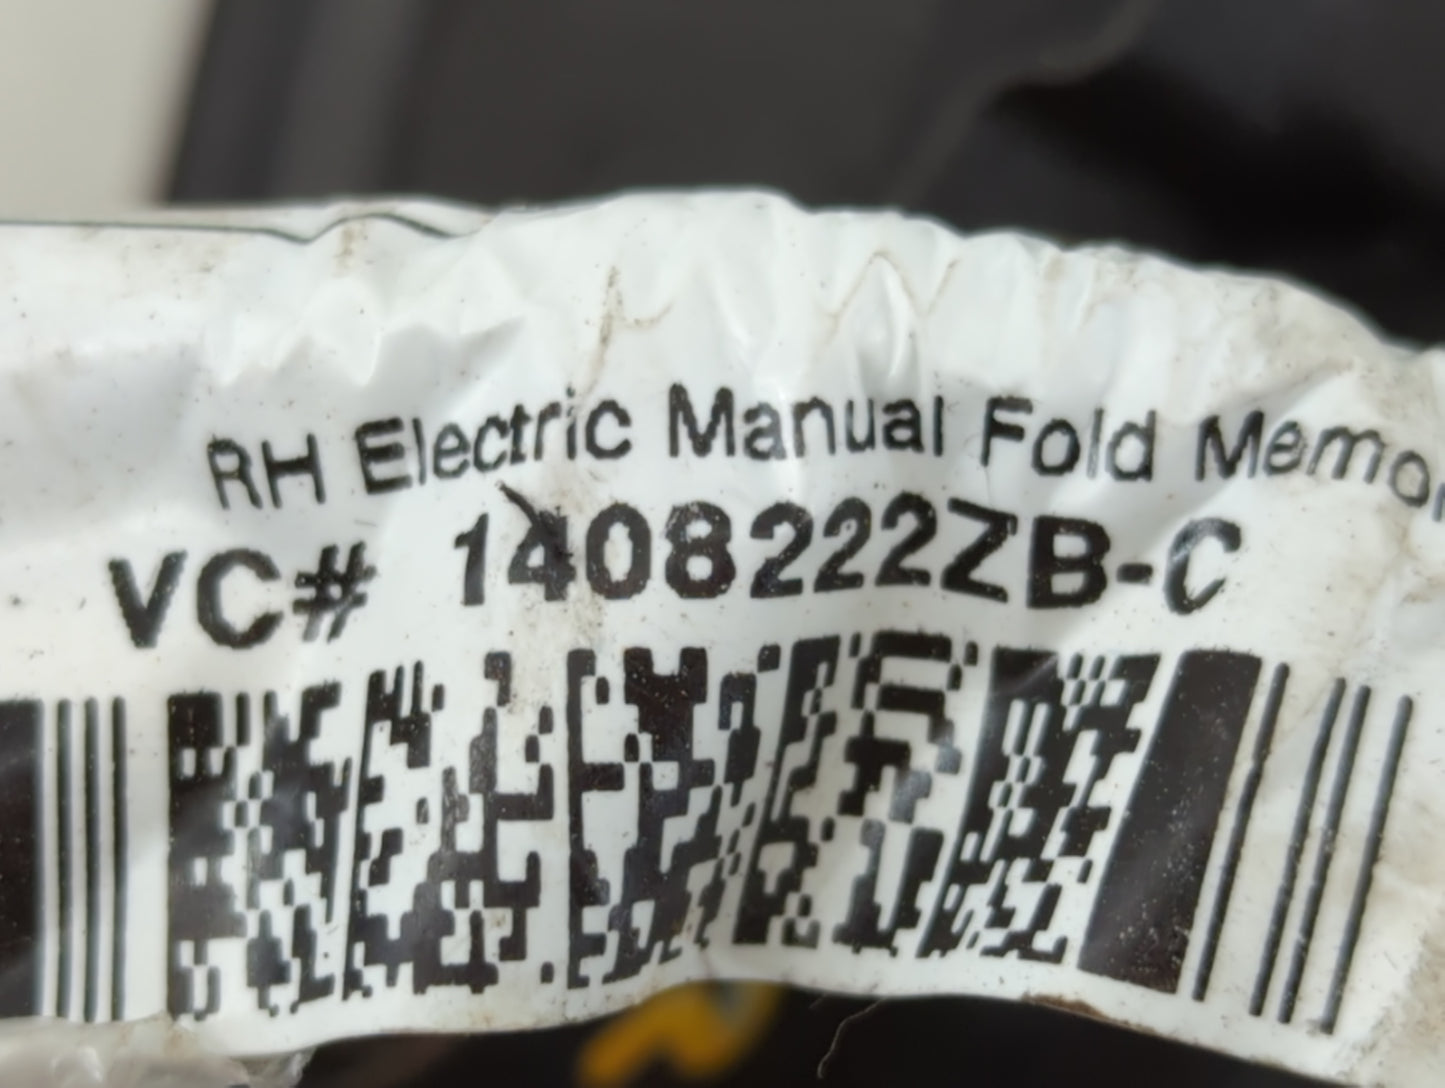 RH Electric Manual Fold
VC# 1408222ZB-C